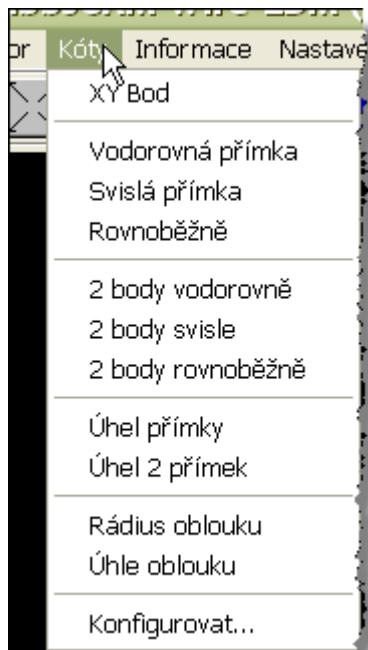 Kóty Informace
XY Bod
Vodorovná přímka
Svislá přímka
Rovnoběžně
2 body vodorovně
2 body svisle
2 body rovnoběžně
Úhel přímky
Úhel 2 přímek
Rádius oblouku
Úhle oblouku
Konfigurovat...